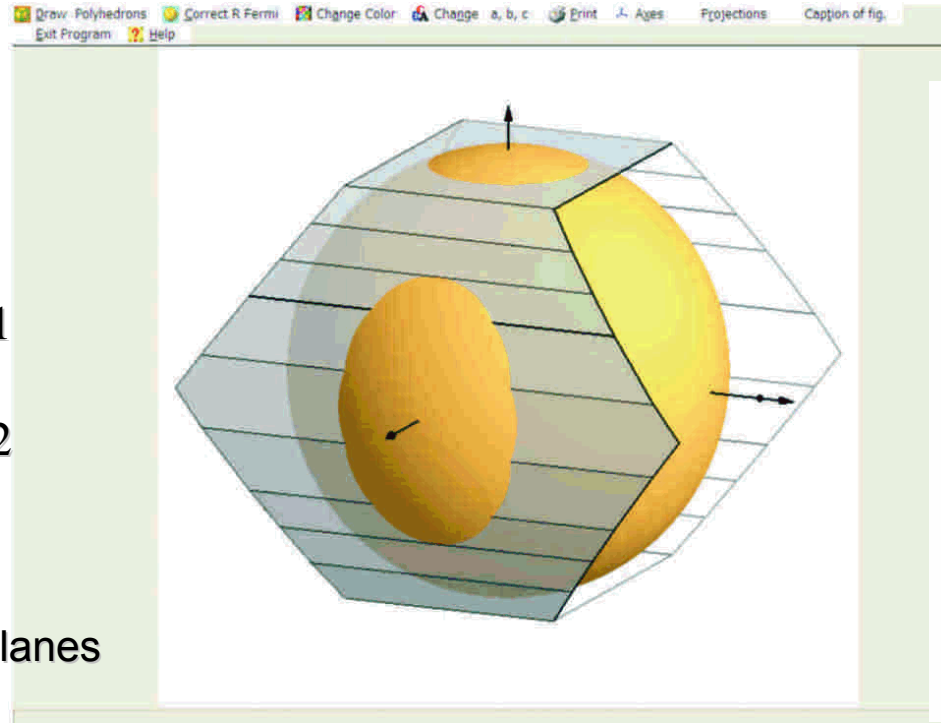 Draw Polyhedrons Correct R Fermi Change Color Change a, b, c Print Axes Projections Caption of fig.
Exit Program Help
1
2
lanes